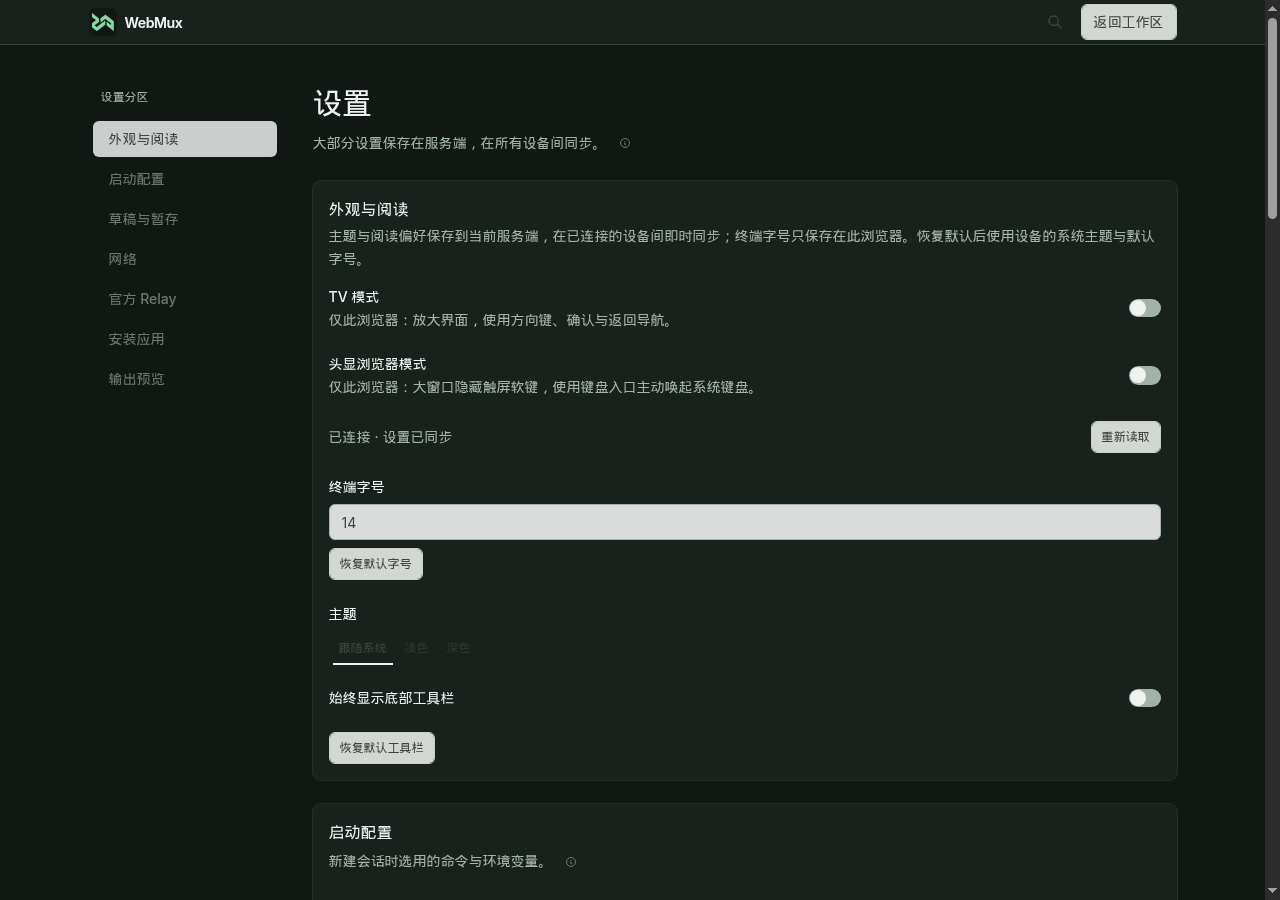 WebMux
返回工作区
设置分区
外观与阅读
启动配置
草稿与暂存
网络
官方 Relay
安装应用
输出预览
设置
大部分设置保存在服务端，在所有设备间同步。
外观与阅读
主题与阅读偏好保存到当前服务端，在已连接的设备间即时同步；终端字号只保存在此浏览器。恢复默认后使用设备的系统主题与默认
字号。
TV 模式
仅此浏览器：放大界面，使用方向键、确认与返回导航。
头显浏览器模式
仅此浏览器：大窗口隐藏触屏软键，使用键盘入口主动唤起系统键盘。
已连接 · 设置已同步
重新读取
终端字号
14
恢复默认字号
主题
跟随系统 浅色 深色
始终显示底部工具栏
恢复默认工具栏
启动配置
新建会话时选用的命令与环境变量。